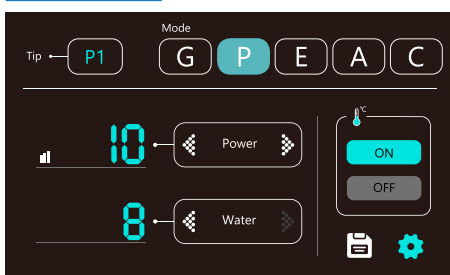 Mode
Tip P1 G P E A C
°C
10 Power ON
OFF
8 Water